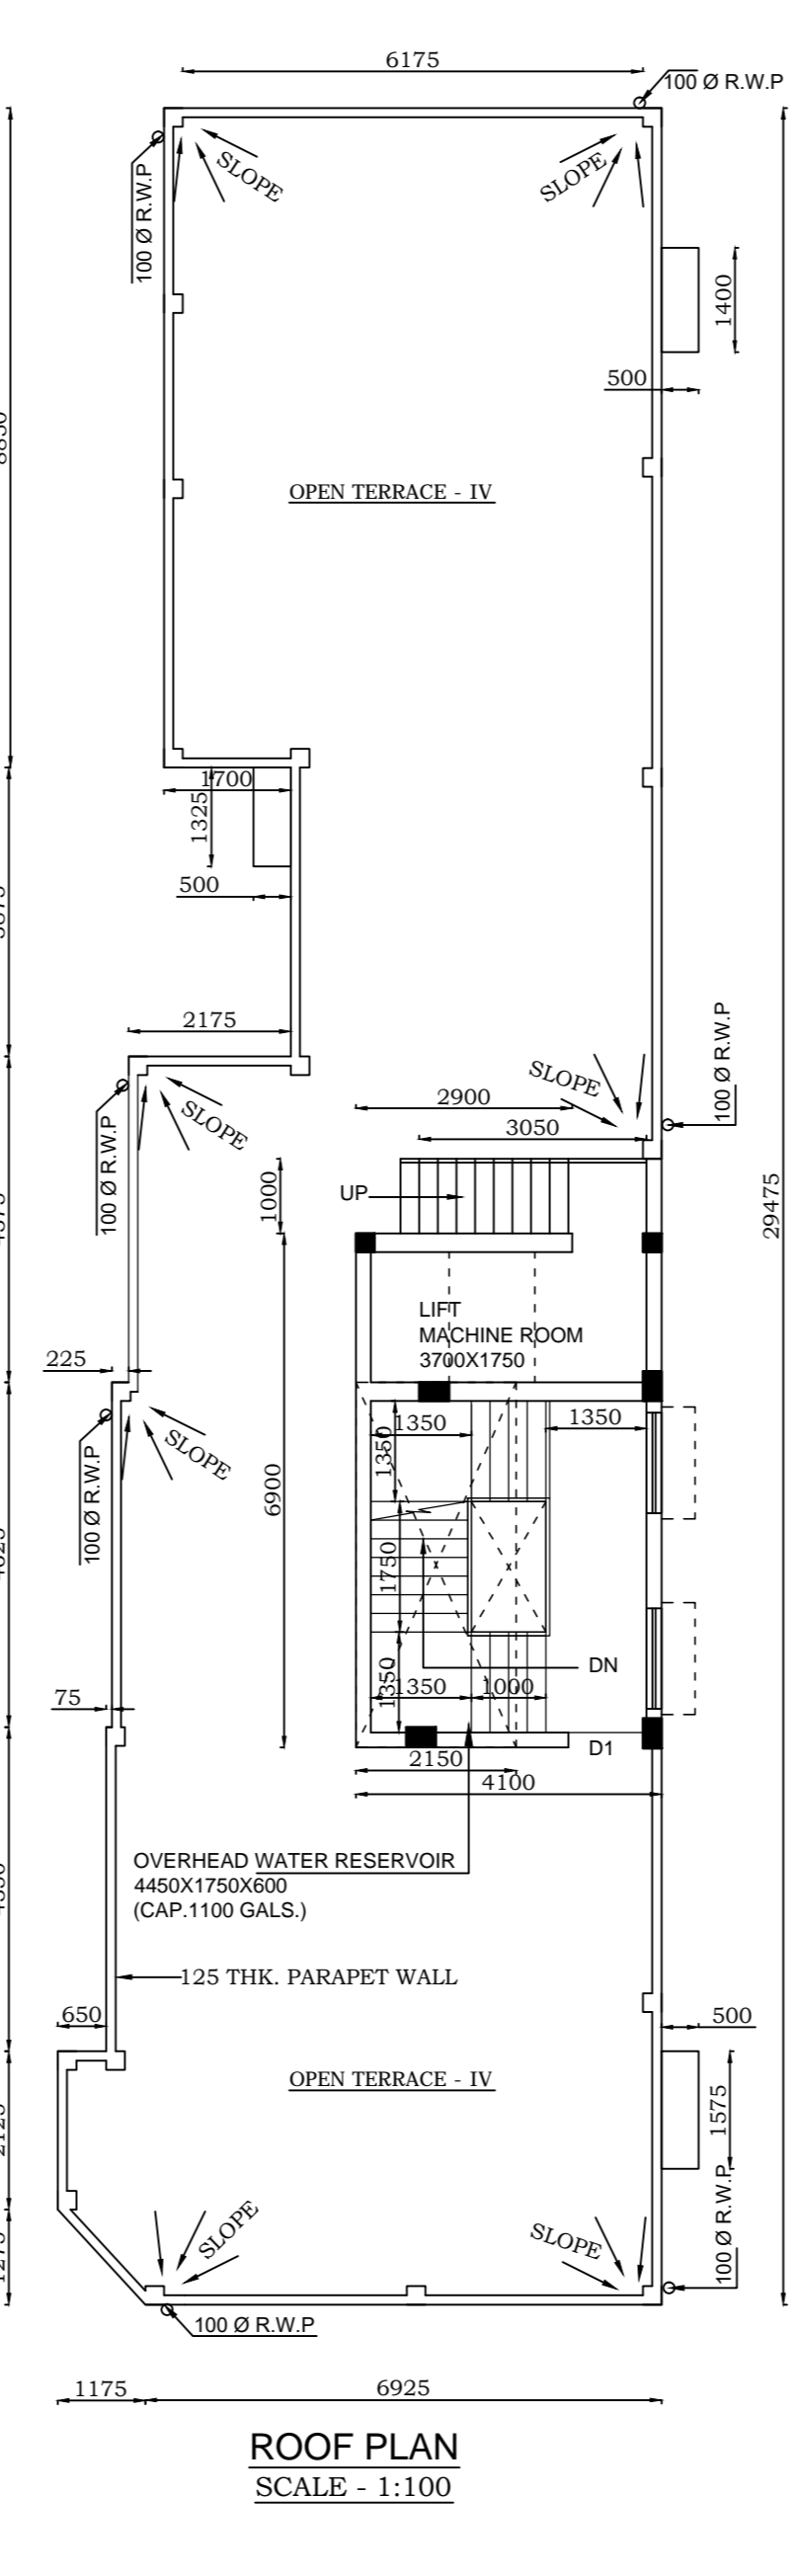 6175
100 Ø R.W.P
100 Ø R.W.P
SLOPE
SLOPE
1400
500
OPEN TERRACE - IV
1700
1325
500
2175
SLOPE
100 Ø R.W.P
SLOPE
100 Ø R.W.P
2900
3050
1000
UP
29475
LIFT
MACHINE ROOM
3700X1750
225
1350
1350
1350
SLOPE
100 Ø R.W.P
6900
1750
DN
75
1350
1350
1000
D1
2150
4100
OVERHEAD WATER RESERVOIR
4450X1750X600
(CAP.1100 GALS.)
125 THK. PARAPET WALL
650
500
OPEN TERRACE - IV
1575
SLOPE
SLOPE
100 Ø R.W.P
100 Ø R.W.P
1175
6925
ROOF PLAN
SCALE - 1:100